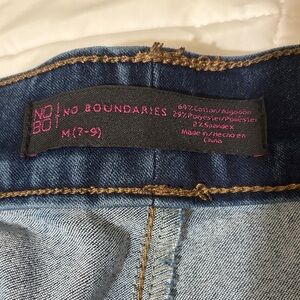 NO
BO
NO BOUNDARIES
M (7-9)
69% Cotton/Algodón
29% Polyester/Poliéster
2% Spandex
Made in/Hecho en
China